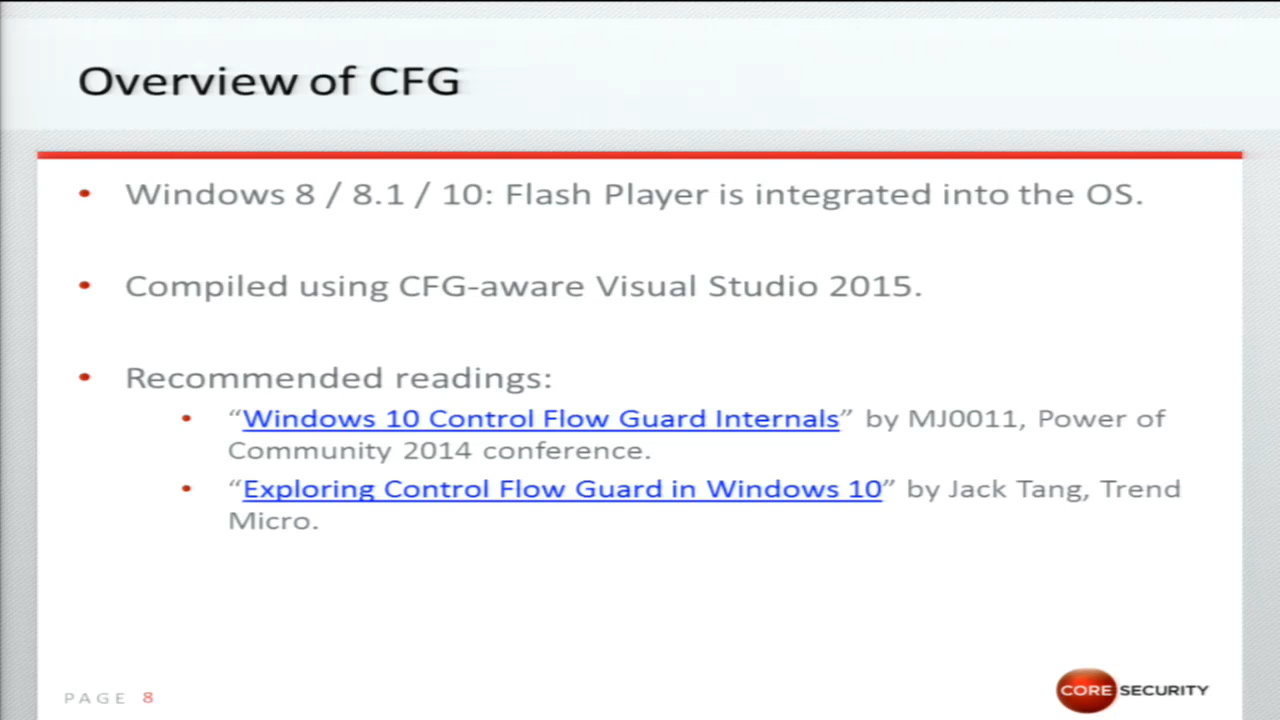 Overview of CFG
• Windows 8 / 8.1 / 10: Flash Player is integrated into the OS.
• Compiled using CFG-aware Visual Studio 2015.
• Recommended readings:
• “Windows 10 Control Flow Guard Internals” by MJ0011, Power of
Community 2014 conference.
• “Exploring Control Flow Guard in Windows 10” by Jack Tang, Trend
Micro.
PAGE 8
CORE SECURITY